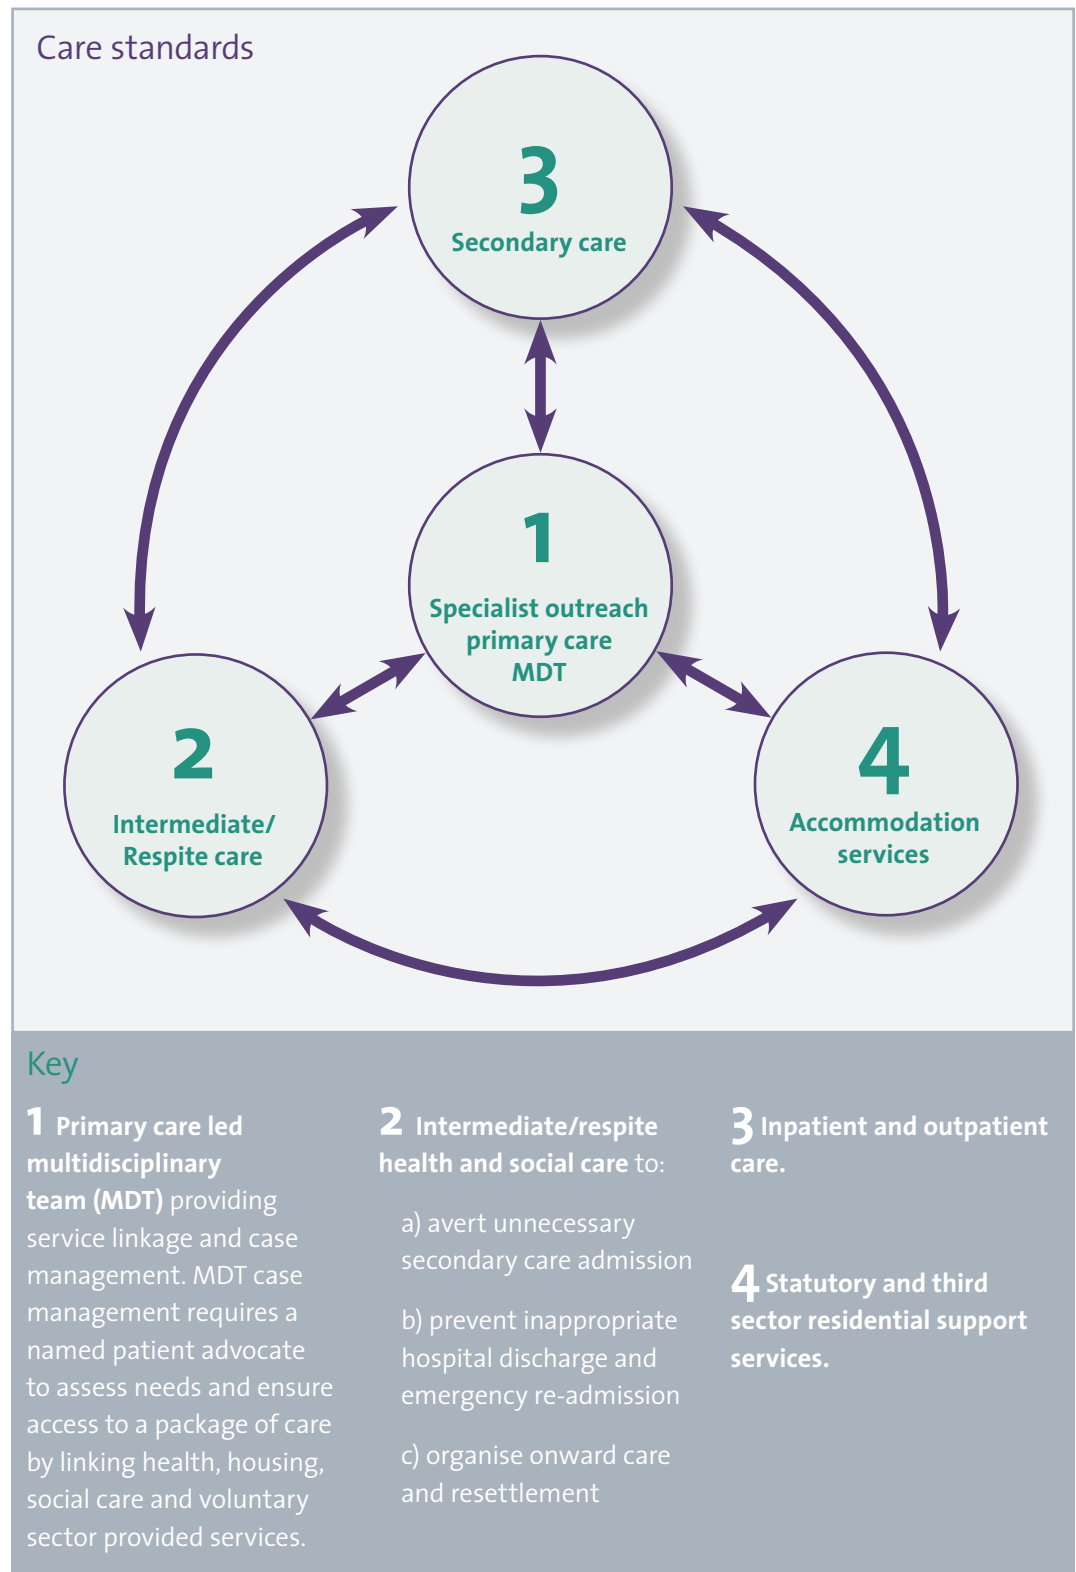 Care standards
3
Secondary care
1
Specialist outreach
primary care
MDT
2
Intermediate/
Respite care
4
Accommodation
services
Key
1 Primary care led
multidisciplinary
team (MDT) providing
service linkage and case
management. MDT case
management requires a
named patient advocate
to assess needs and ensure
access to a package of care
by linking health, housing,
social care and voluntary
sector provided services.
2 Intermediate/respite
health and social care to:
a) avert unnecessary
secondary care admission
b) prevent inappropriate
hospital discharge and
emergency re-admission
c) organise onward care
and resettlement
3 Inpatient and outpatient
care.
4 Statutory and third
sector residential support
services.